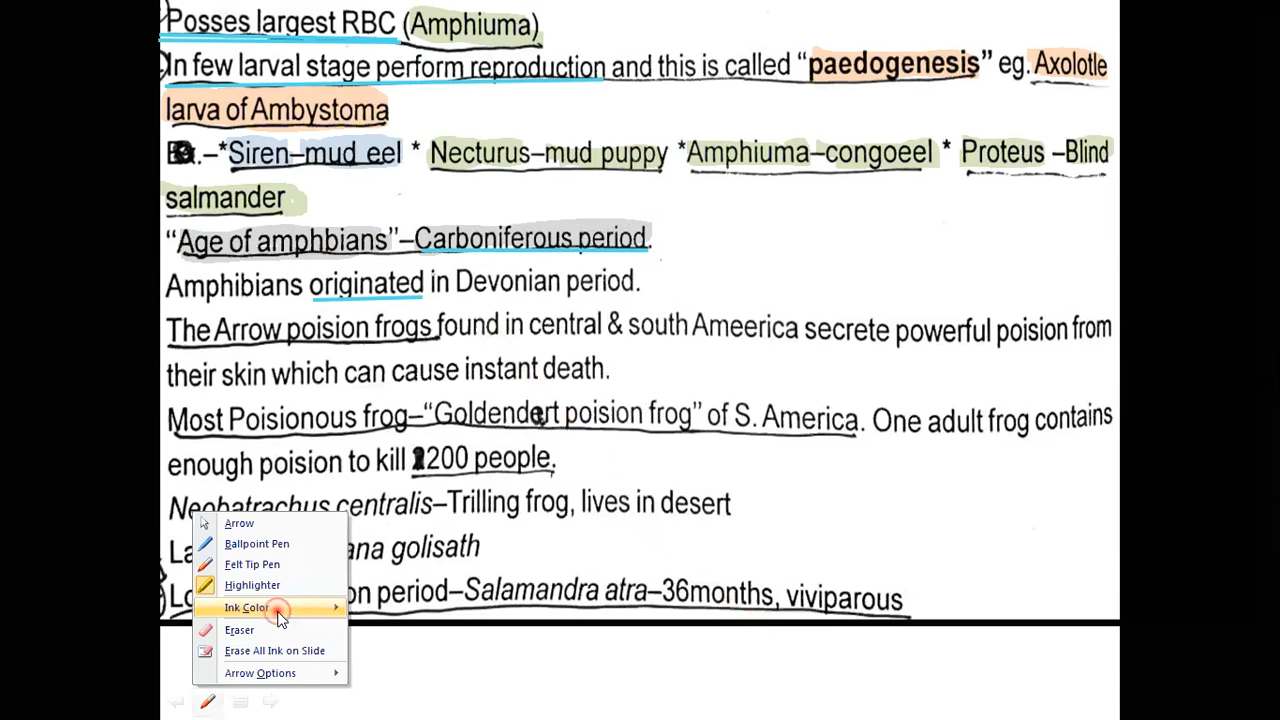 Posses largest RBC (Amphiuma)
In few larval stage perform reproduction and this is called “paedogenesis” eg. Axolotle
larva of Ambystoma
–*Siren–mud eel * Necturus–mud puppy *Amphiuma–congoeel * Proteus –Blind
salmander
“Age of amphbians”–Carboniferous period.
Amphibians originated in Devonian period.
The Arrow poision frogs found in central & south Ameerica secrete powerful poision from
their skin which can cause instant death.
Most Poisionous frog–“Goldendert poision frog” of S. America. One adult frog contains
enough poision to kill 2200 people.
Neobatrachus centralis–Trilling frog, lives in desert
golisath
period–Salamandra atra–36months, viviparous
Arrow
Ballpoint Pen
Felt Tip Pen
Highlighter
Ink Color
Eraser
Erase All Ink on Slide
Arrow Options